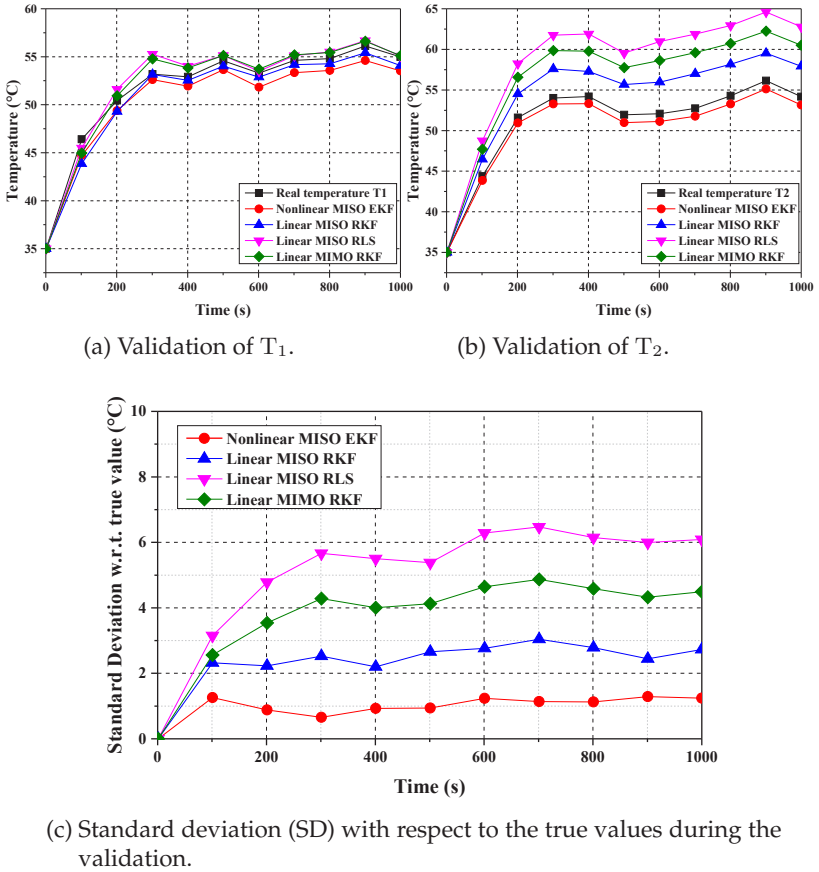 60
55
50
45
40
35
0
200
400
600
800
1000
Temperature (°C)
Time (s)
Real temperature T1
Nonlinear MISO EKF
Linear MISO RKF
Linear MISO RLS
Linear MIMO RKF
(a) Validation of T₁.
65
60
55
50
45
40
35
0
200
400
600
800
1000
Temperature (°C)
Time (s)
Real temperature T2
Nonlinear MISO EKF
Linear MISO RKF
Linear MISO RLS
Linear MIMO RKF
(b) Validation of T₂.
10
8
6
4
2
0
0
200
400
600
800
1000
Standard Deviation w.r.t. true value (°C)
Time (s)
Nonlinear MISO EKF
Linear MISO RKF
Linear MISO RLS
Linear MIMO RKF
(c) Standard deviation (SD) with respect to the true values during the
validation.